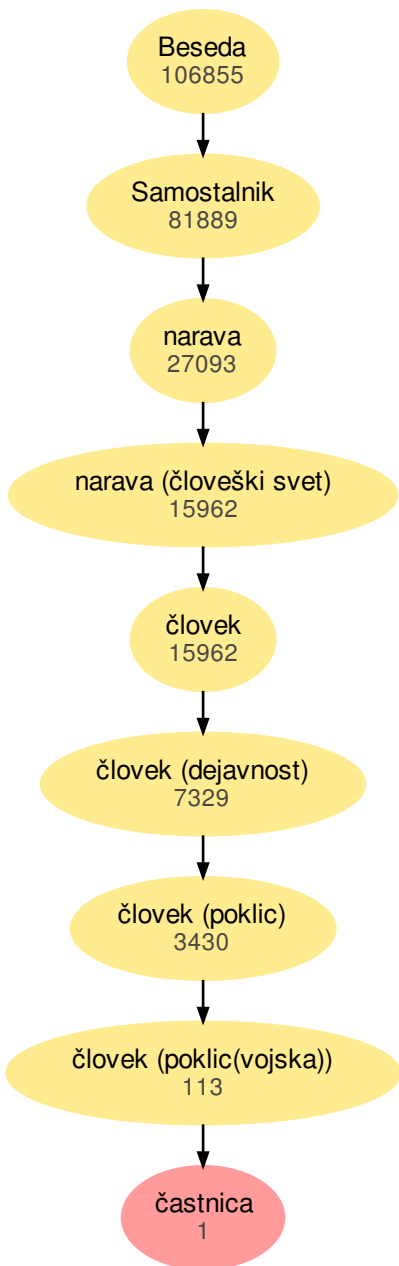 Beseda
106855
Samostalnik
81889
narava
27093
narava (človeški svet)
15962
človek
15962
človek (dejavnost)
7329
človek (poklic)
3430
človek (poklic(vojska))
113
častnica
1